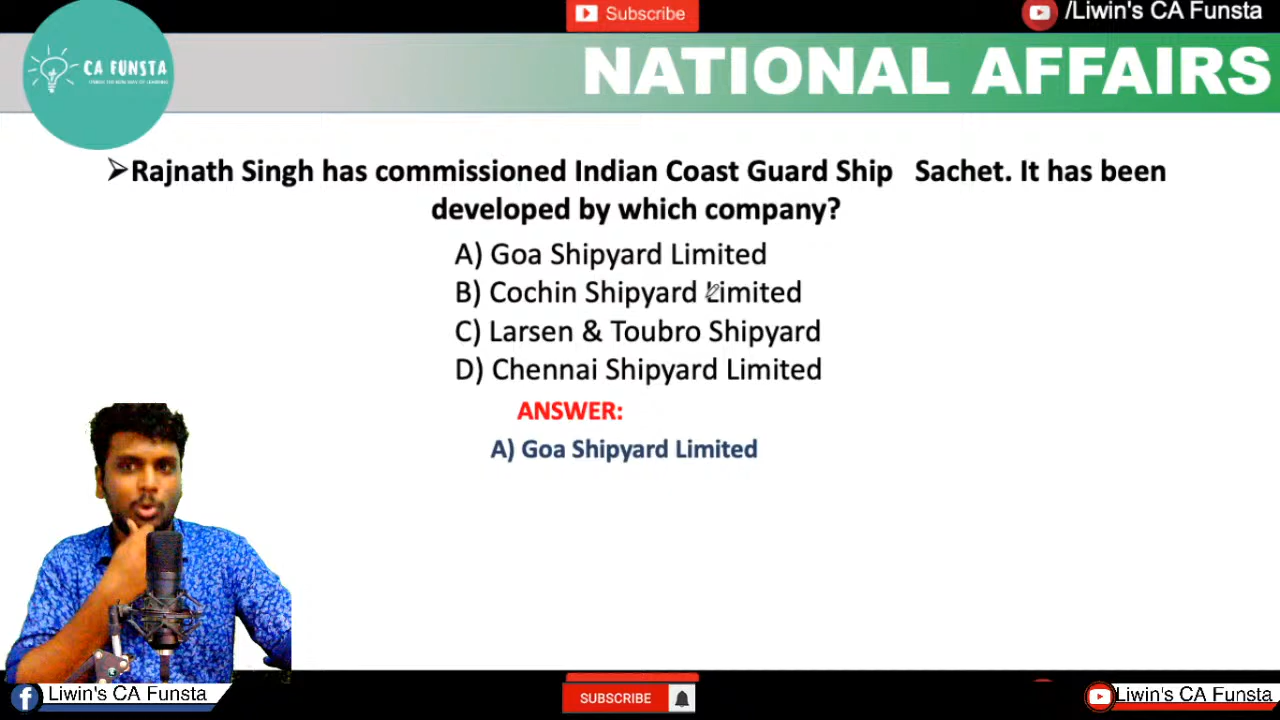 Subscribe
/Liwin's CA Funsta
CA FUNSTA
NATIONAL AFFAIRS
➢Rajnath Singh has commissioned Indian Coast Guard Ship Sachet. It has been
developed by which company?
A) Goa Shipyard Limited
B) Cochin Shipyard Limited
C) Larsen & Toubro Shipyard
D) Chennai Shipyard Limited
ANSWER:
A) Goa Shipyard Limited
Liwin's CA Funsta
SUBSCRIBE
Liwin's CA Funsta